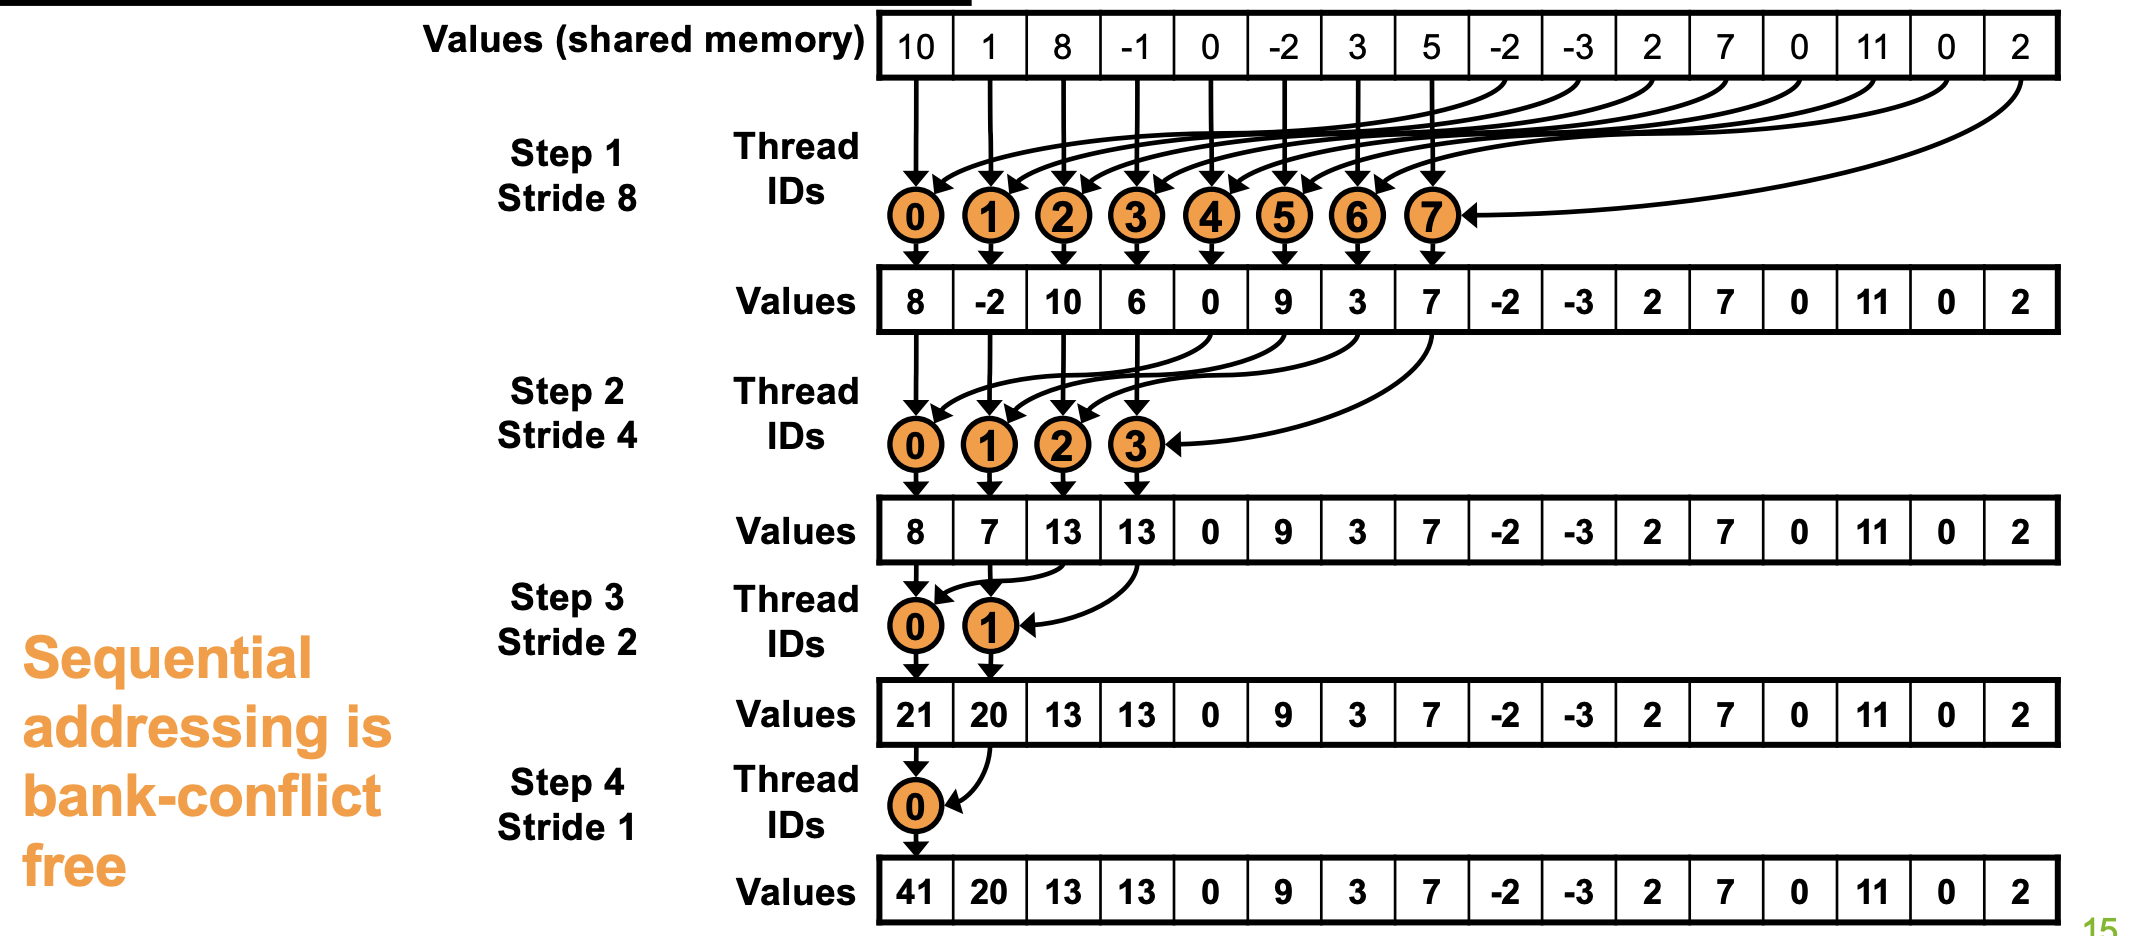 Values (shared memory) 10 1 8 -1 0 -2 3 5 -2 -3 2 7 0 11 0 2
Step 1 Thread
Stride 8 IDs
0 1 2 3 4 5 6 7
Values 8 -2 10 6 0 9 3 7 -2 -3 2 7 0 11 0 2
Step 2 Thread
Stride 4 IDs
0 1 2 3
Values 8 7 13 13 0 9 3 7 -2 -3 2 7 0 11 0 2
Step 3 Thread
Stride 2 IDs
0 1
Values 21 20 13 13 0 9 3 7 -2 -3 2 7 0 11 0 2
Step 4 Thread
Stride 1 IDs
0
Values 41 20 13 13 0 9 3 7 -2 -3 2 7 0 11 0 2
Sequential
addressing is
bank-conflict
free
15